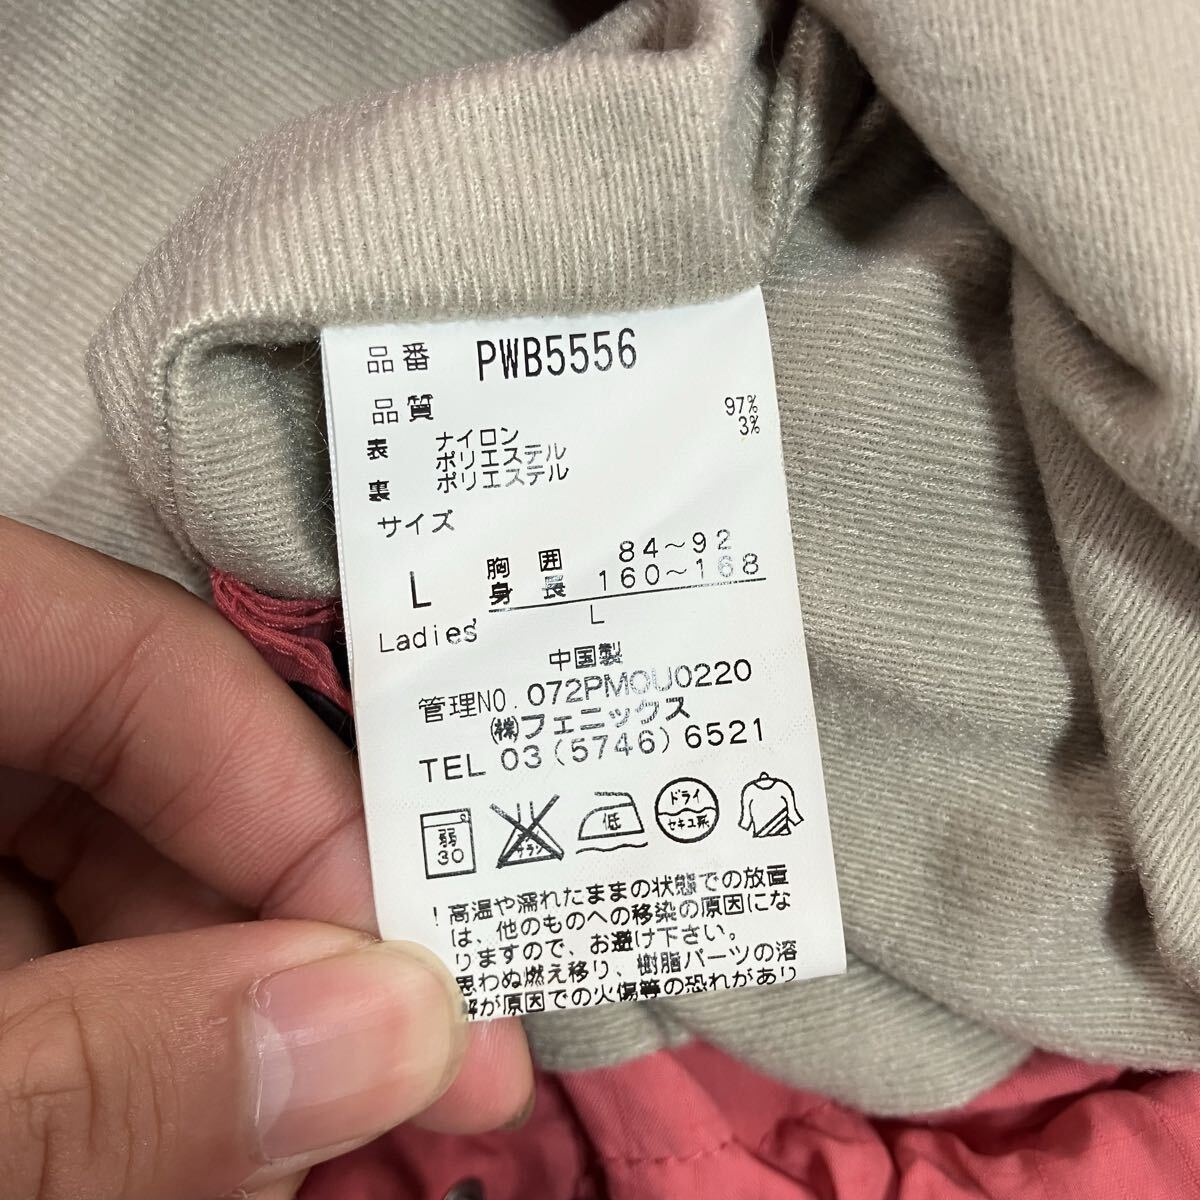 品番 PWB5556
品質
表 ナイロン 97%
ポリエステル 3%
裏 ポリエステル
サイズ
L 胸囲 84～92
身長 160～168
Ladies' L
中国製
管理NO. 072PMOU0220
㈱フェニックス
TEL 03(5746)6521
弱 30
サラシ
低
ドライ
セキユ系
! 高温や濡れたままの状態での放置
は、他のものへの移染の原因にな
りますので、お避け下さい。
思わぬ燃え移り、樹脂パーツの溶
解が原因での火傷等の恐れがあり